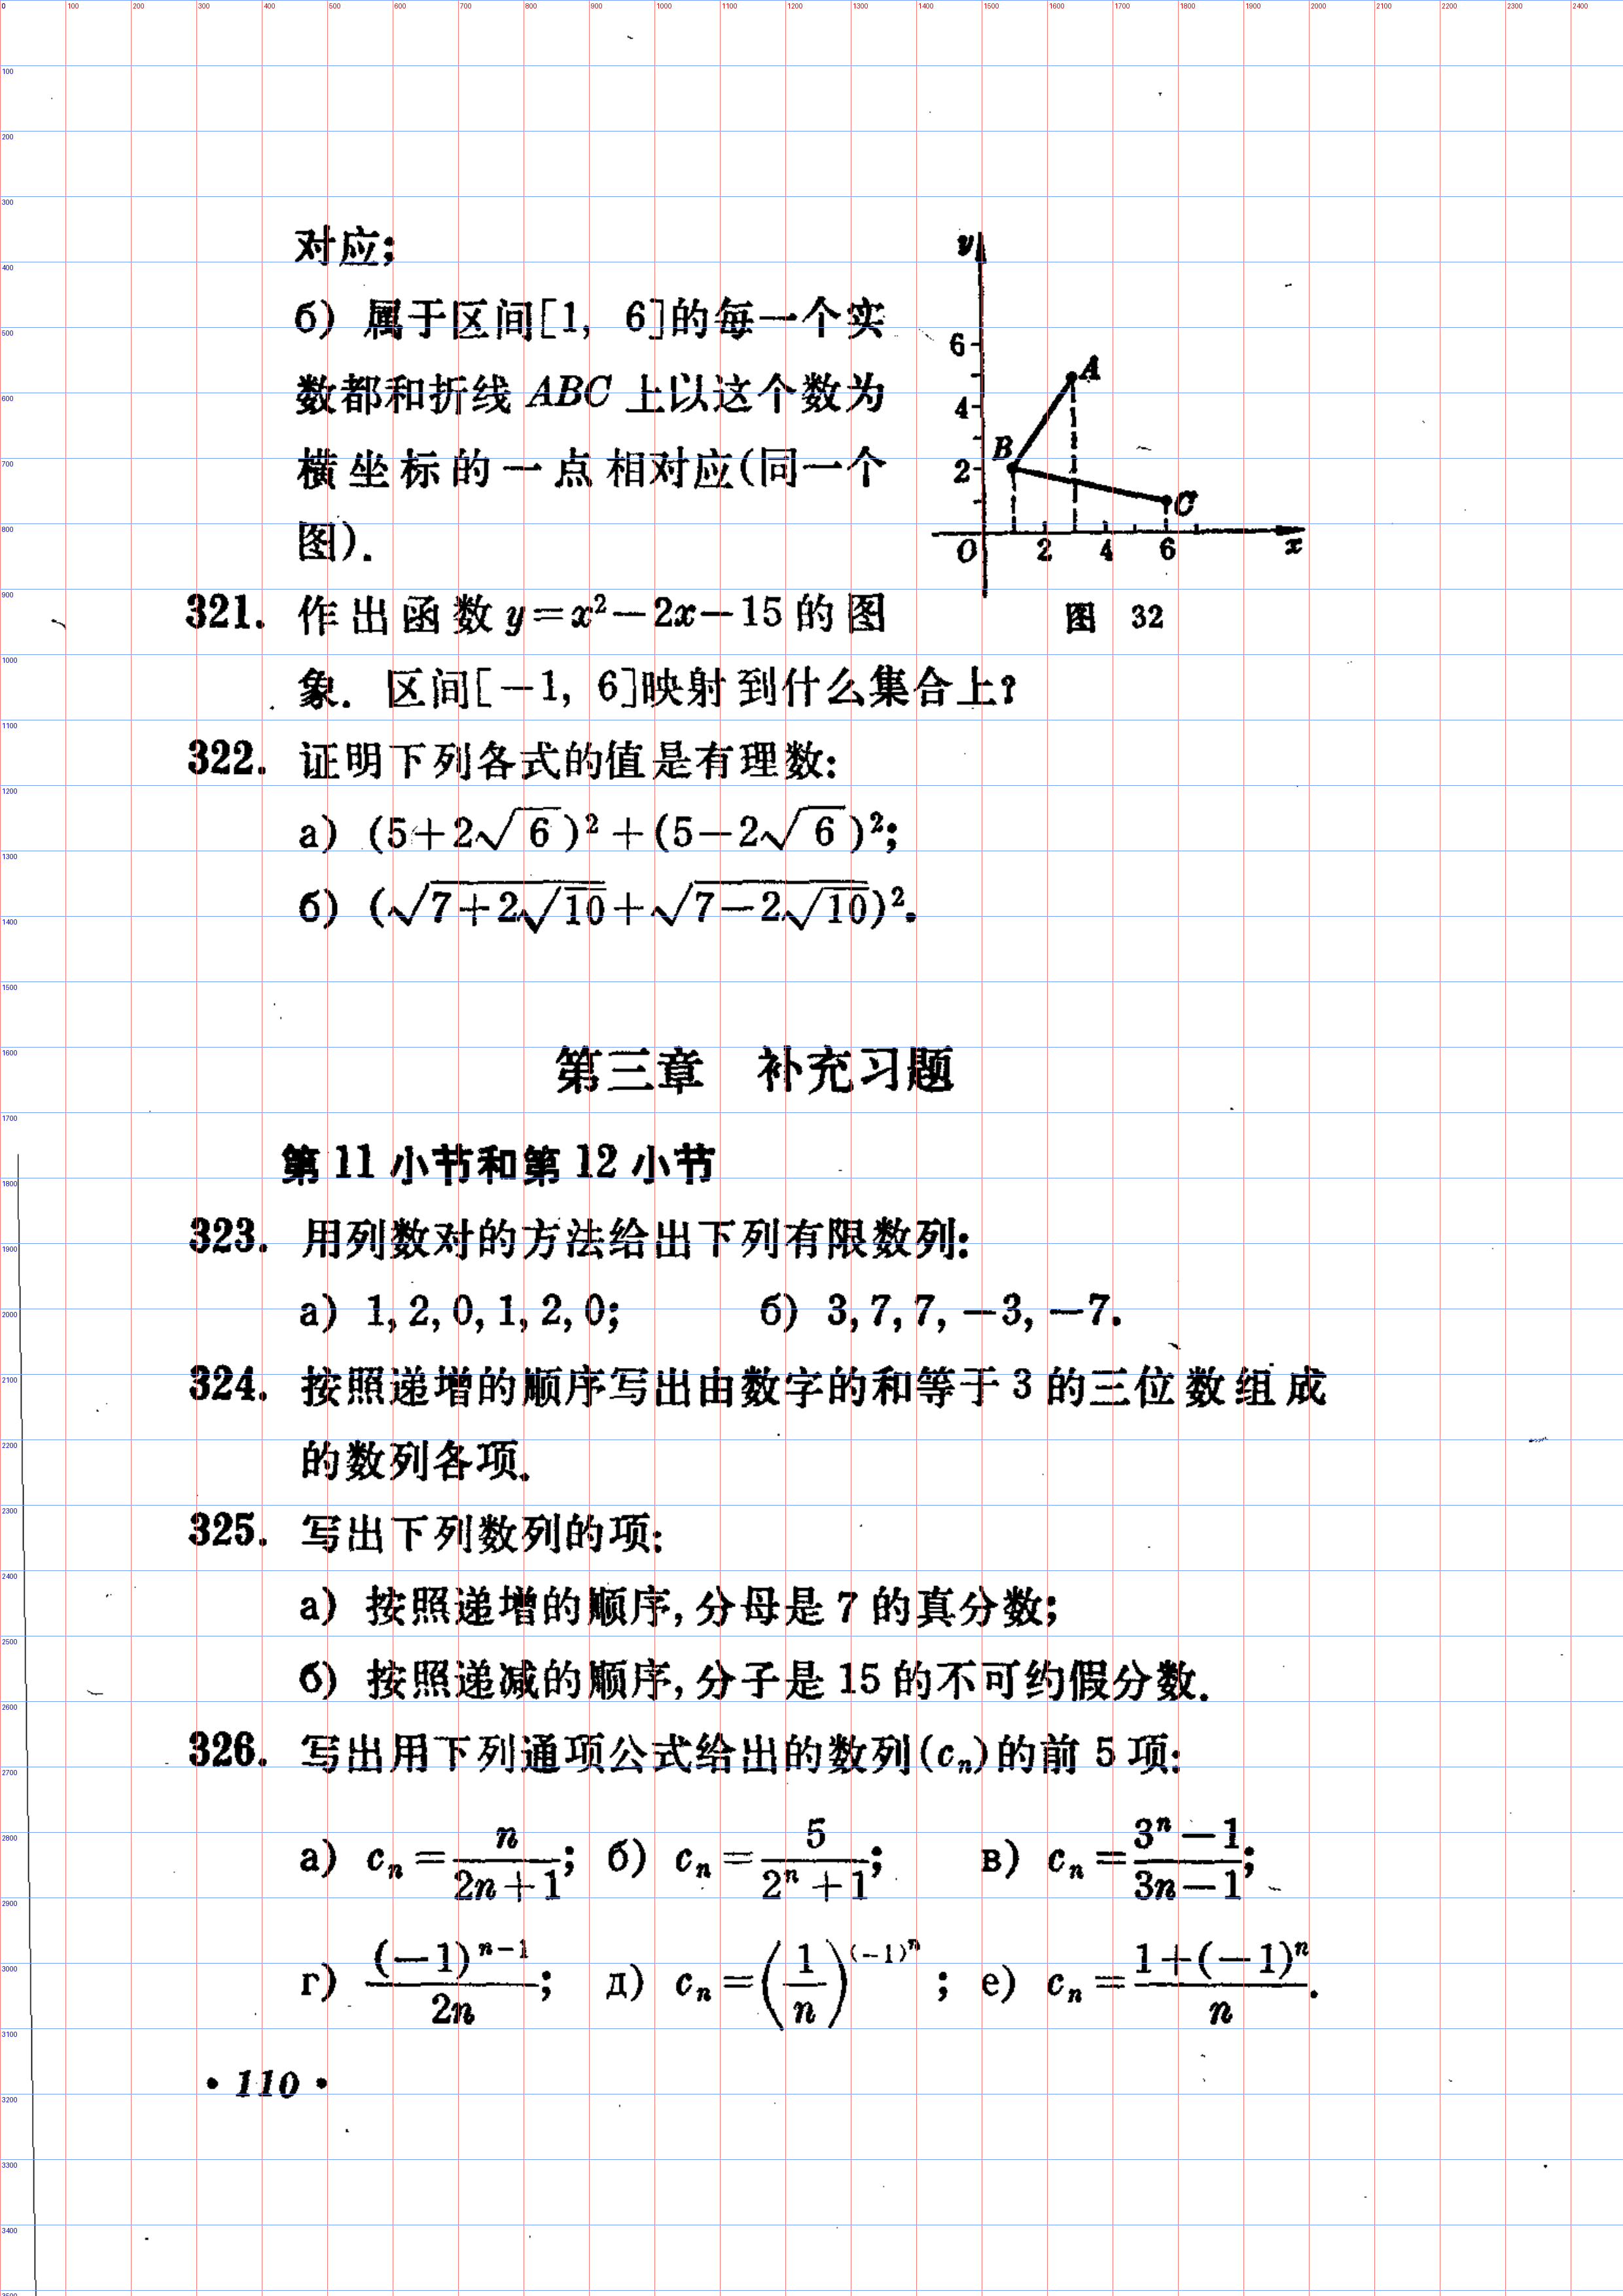 对应;
б) 属于区间[1, 6]的每一个实
数都和折线 ABC 上以这个数为
横坐标的一点相对应(同一个
图).
y
6
4
2
A
B
C
O
2
4
6
x
图 32
321. 作出函数 y=x²-2x-15 的图
象. 区间[-1, 6]映射到什么集合上?
322. 证明下列各式的值是有理数:
а) (5+2√6)²+(5-2√6)²;
б) (√(7+2√10)+√(7-2√10))².
第三章 补充习题
第 11 小节和第 12 小节
323. 用列数对的方法给出下列有限数列:
а) 1, 2, 0, 1, 2, 0; б) 3, 7, 7, -3, -7.
324. 按照递增的顺序写出由数字的和等于 3 的三位数组成
的数列各项.
325. 写出下列数列的项:
а) 按照递增的顺序, 分母是 7 的真分数;
б) 按照递减的顺序, 分子是 15 的不可约假分数.
326. 写出用下列通项公式给出的数列(cₙ)的前 5 项:
а) cₙ=n/(2n+1); б) cₙ=5/(2ⁿ+1); в) cₙ=(3ⁿ-1)/(3n-1);
г) (-1)ⁿ⁻¹/(2n); д) cₙ=(1/n)^((-1)ⁿ); е) cₙ=(1+(-1)ⁿ)/n.
• 110 •